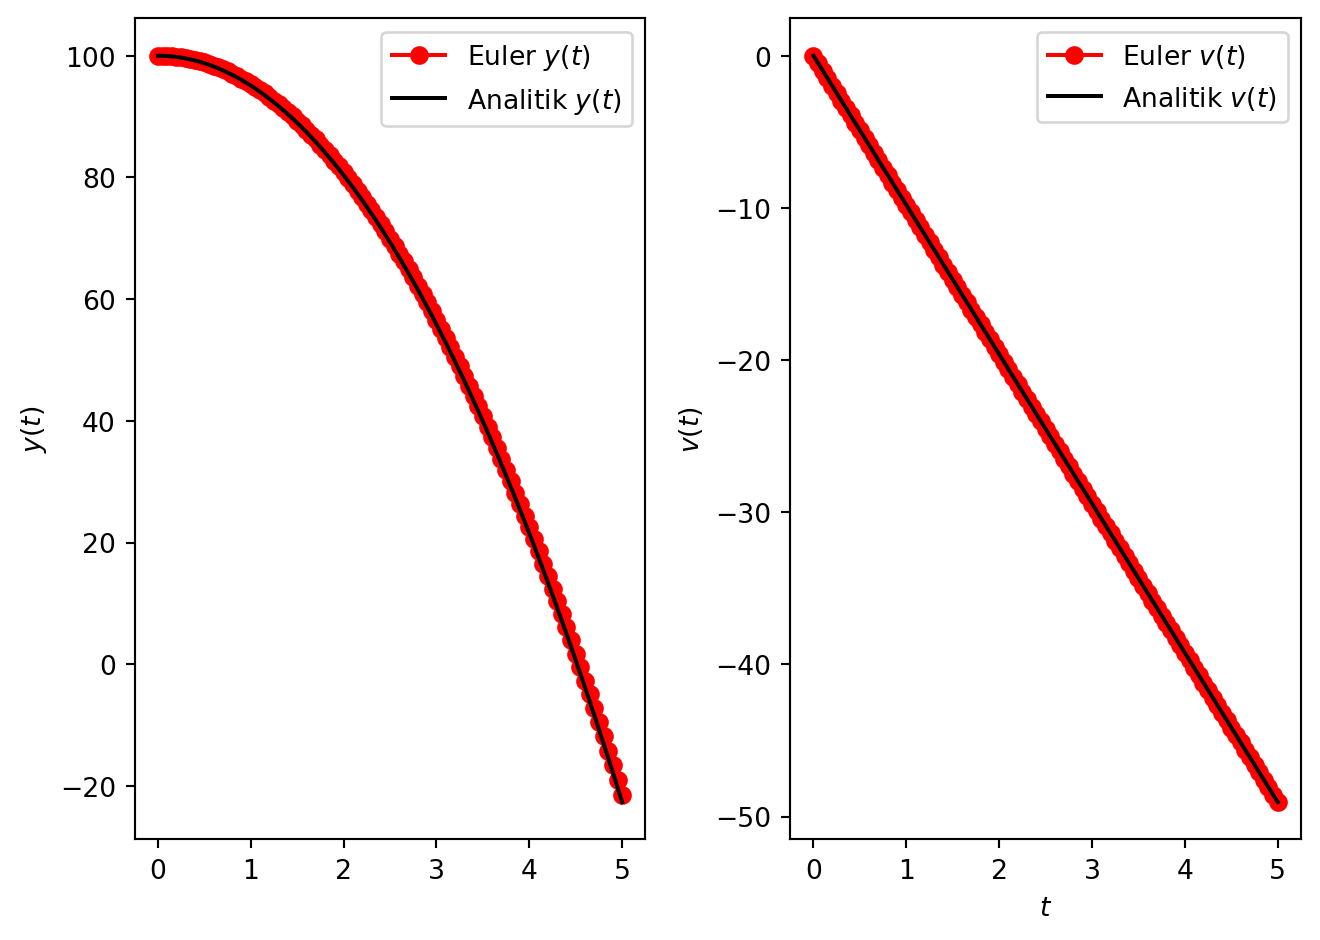 100
80
60
40
20
0
−20
y(t)
0 1 2 3 4 5
Euler y(t)
Analitik y(t)
0
−10
−20
−30
−40
−50
v(t)
0 1 2 3 4 5
t
Euler v(t)
Analitik v(t)